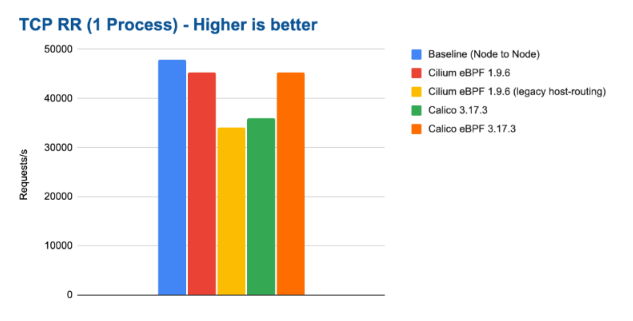 TCP RR (1 Process) - Higher is better
50000
40000
30000
20000
10000
0
Requests/s
Baseline (Node to Node)
Cilium eBPF 1.9.6
Cilium eBPF 1.9.6 (legacy host-routing)
Calico 3.17.3
Calico eBPF 3.17.3